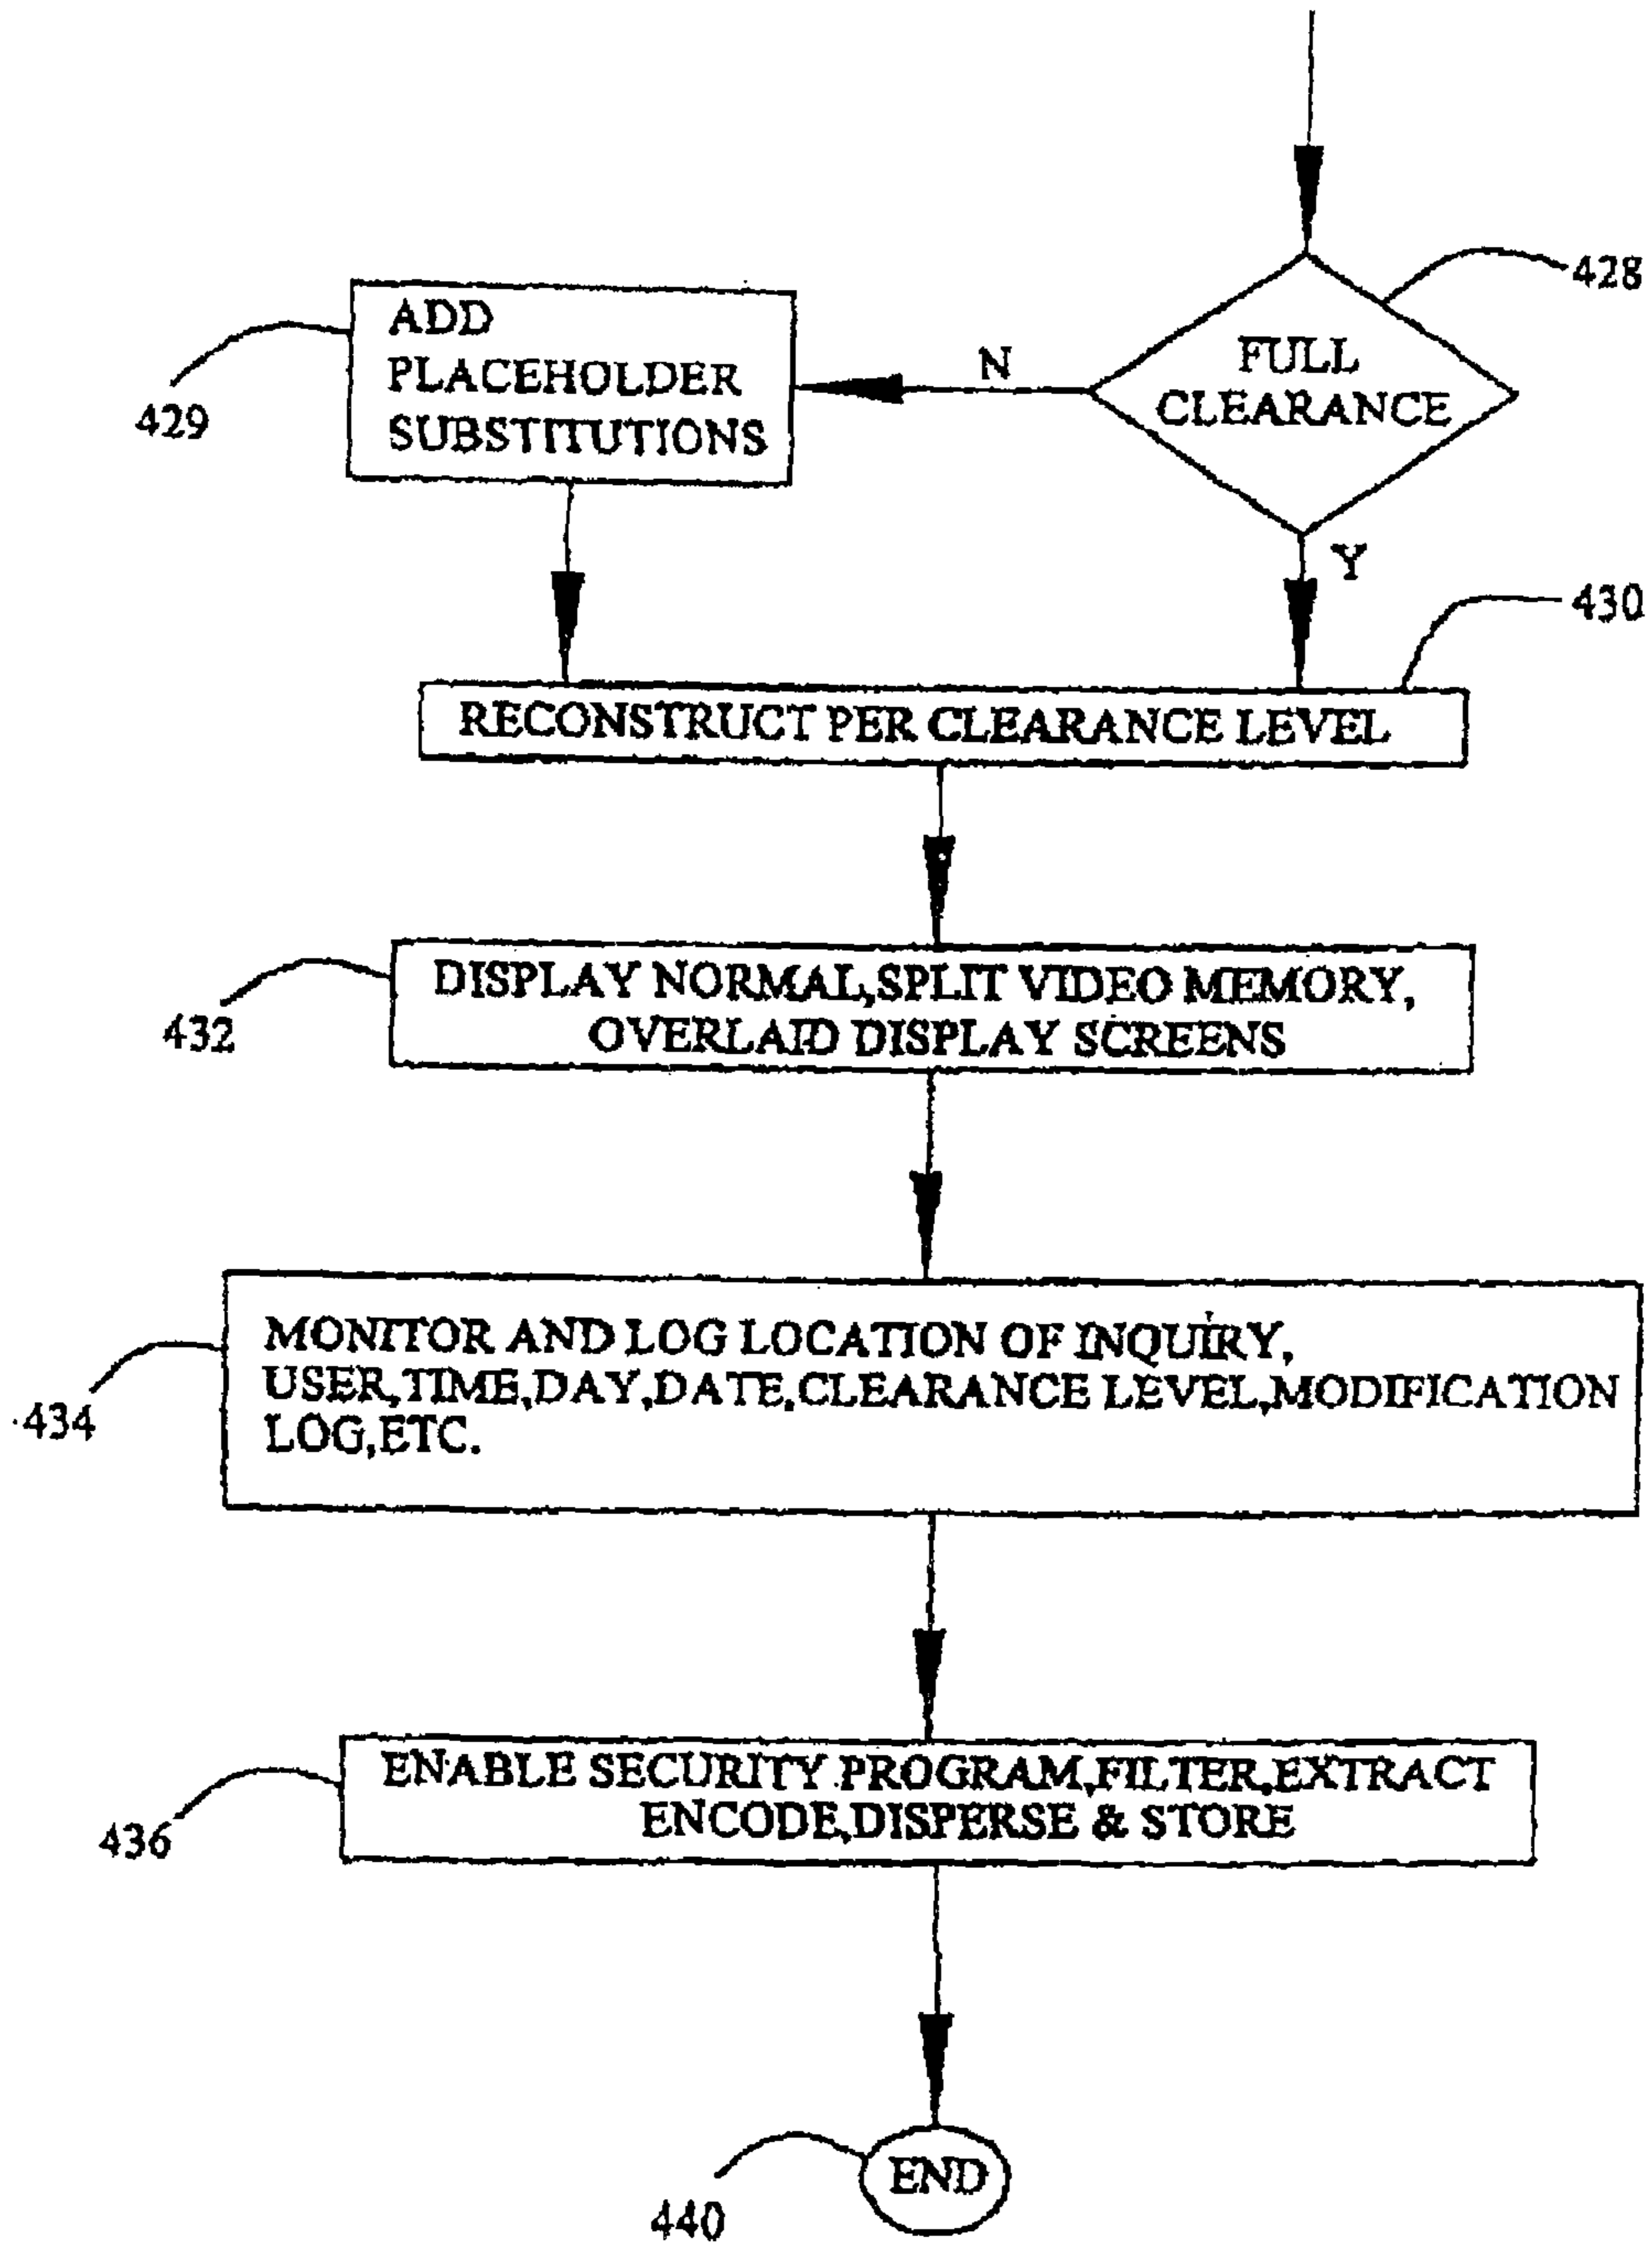 428
FULL
CLEARANCE
N
ADD
PLACEHOLDER
SUBSTITUTIONS
429
Y
430
RECONSTRUCT PER CLEARANCE LEVEL
DISPLAY NORMAL,SPLIT VIDEO MEMORY,
OVERLAID DISPLAY SCREENS
432
MONITOR AND LOG LOCATION OF INQUIRY,
USER,TIME,DAY,DATE.CLEARANCE LEVEL,MODIFICATION
LOG,ETC.
434
ENABLE SECURITY PROGRAM,FILTER,EXTRACT
ENCODE,DISPERSE & STORE
436
END
440